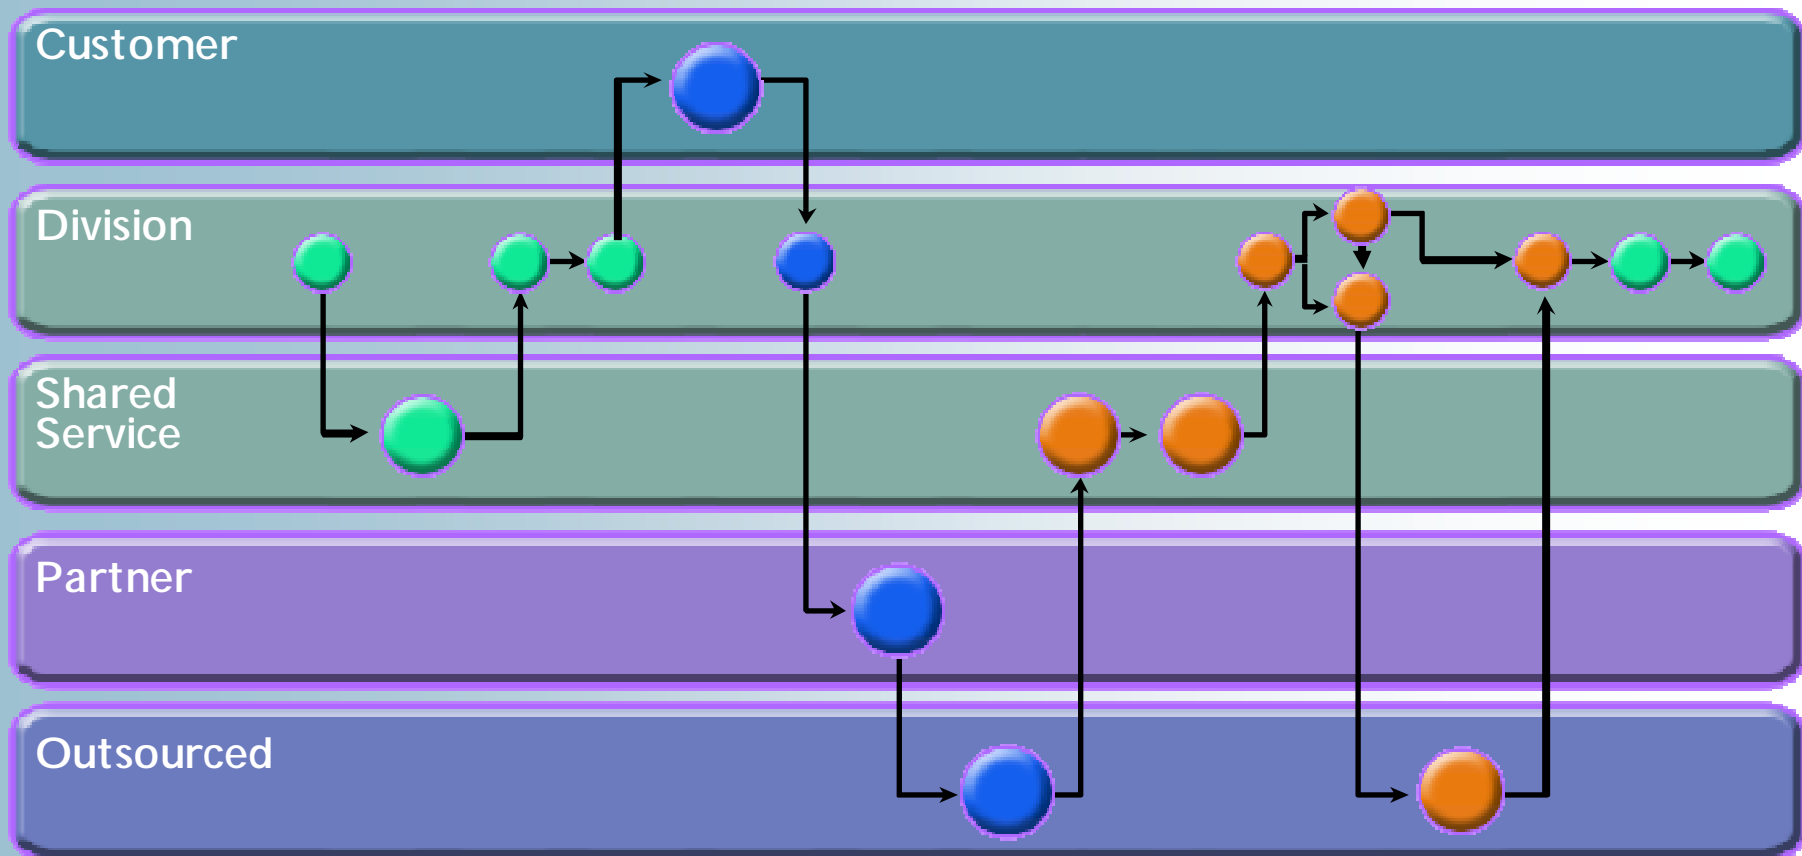 Customer
Division
Shared
Service
Partner
Outsourced